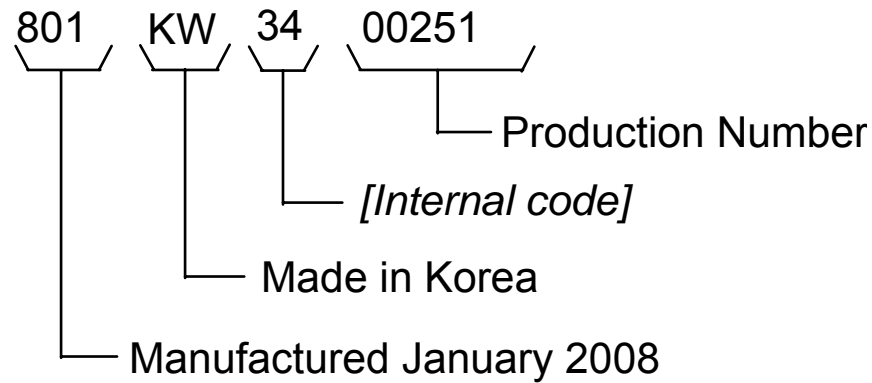 801 KW 34 00251
Production Number
[Internal code]
Made in Korea
Manufactured January 2008